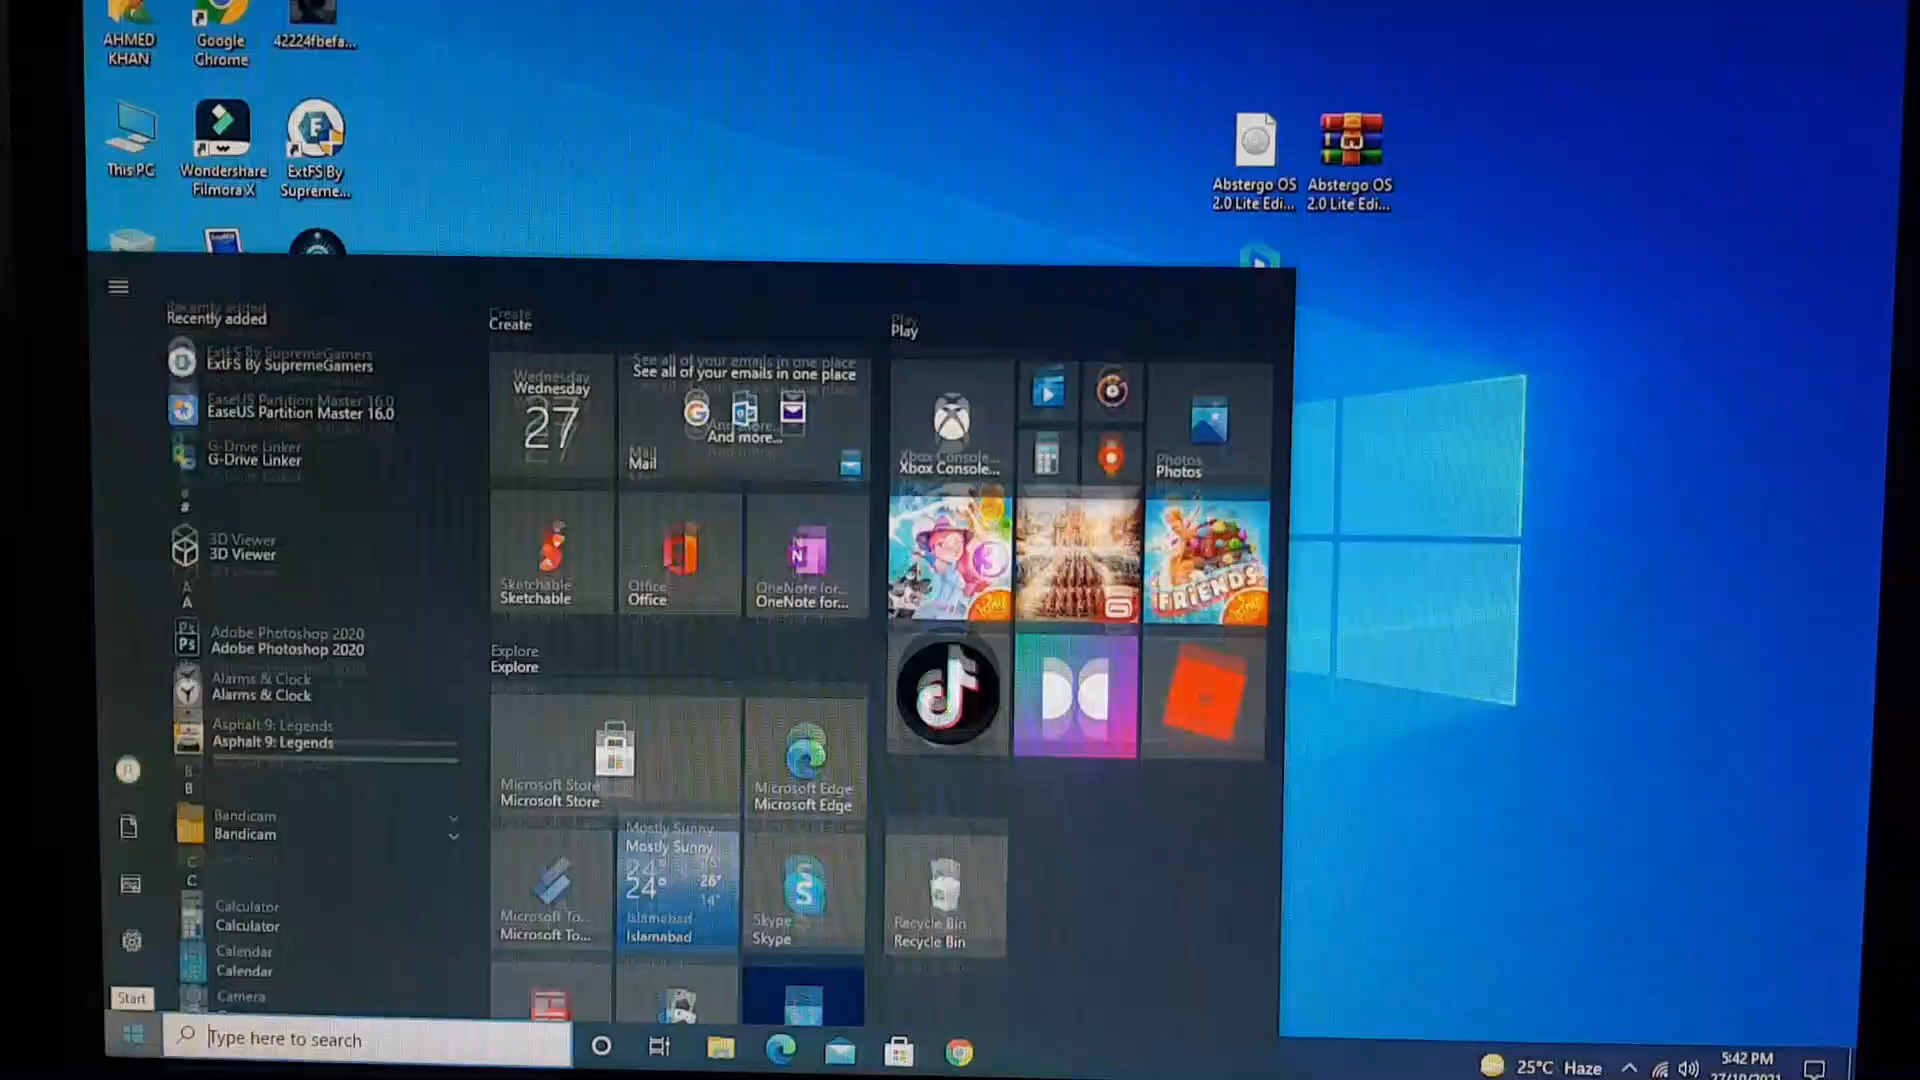 AHMED
KHAN
Google
Chrome
42224fbefa...
This PC
Wondershare
Filmora X
ExtFS By
Supreme...
Abstergo OS
2.0 Lite Edi...
Abstergo OS
2.0 Lite Edi...
Recently added
ExtFS By SupremeGamers
EaseUS Partition Master 16.0
G-Drive Linker
#
3D Viewer
A
Adobe Photoshop 2020
Alarms & Clock
Asphalt 9: Legends
B
Bandicam
C
Calculator
Calendar
Camera
Create
Wednesday
27
See all of your emails in one place
And more...
Mail
Sketchable
Office
OneNote for...
Explore
Microsoft Store
Microsoft Edge
Microsoft To...
Mostly Sunny
24°
26°
14°
Islamabad
Skype
Play
Xbox Console...
Photos
FRIENDS
Recycle Bin
Start
Type here to search
25°C Haze
5:42 PM
27/10/2021